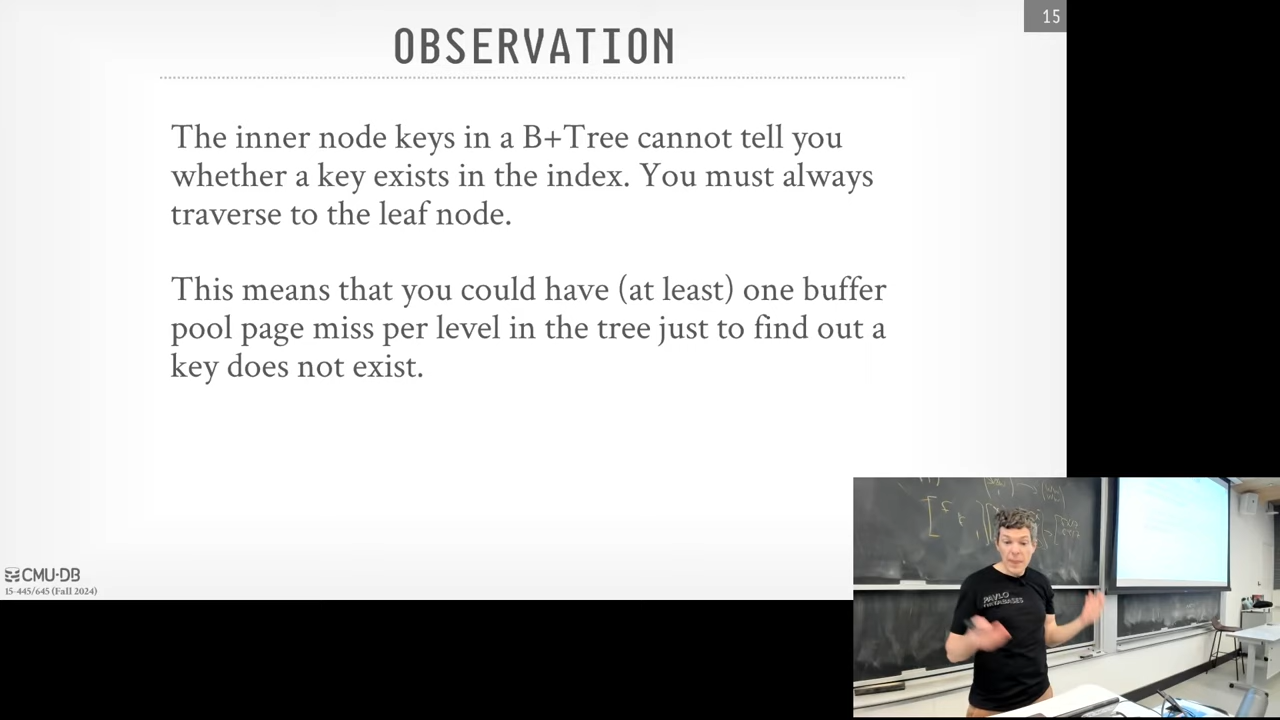 OBSERVATION
15
The inner node keys in a B+Tree cannot tell you
whether a key exists in the index. You must always
traverse to the leaf node.
This means that you could have (at least) one buffer
pool page miss per level in the tree just to find out a
key does not exist.
CMU·DB
15-445/645 (Fall 2024)
PAVLO
DATABASES